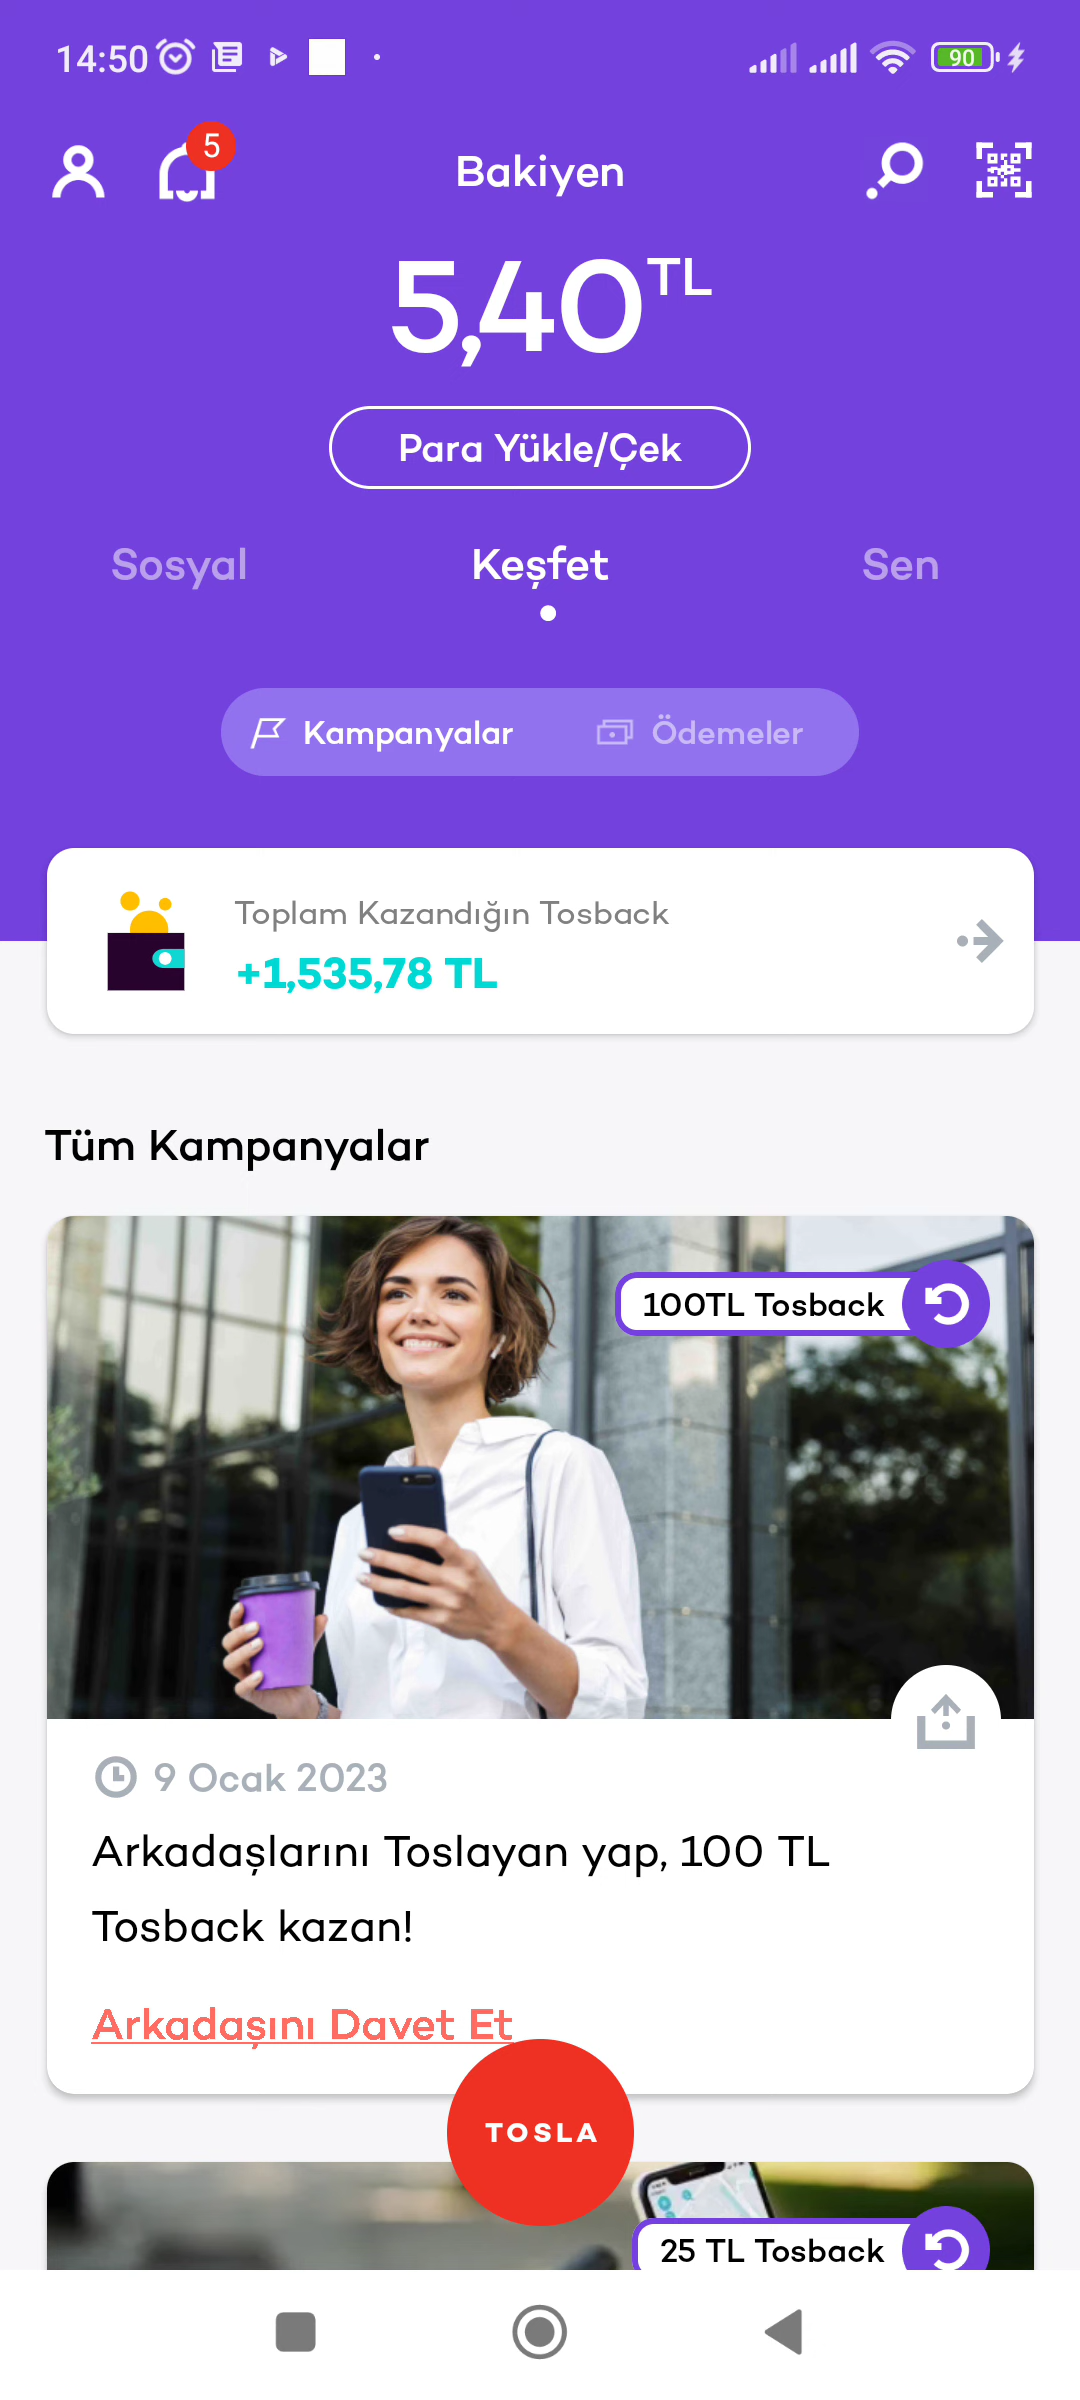 14:50
90
5
Bakiyen
5,40 TL
Para Yükle/Çek
Sosyal
Keşfet
Sen
Kampanyalar
Ödemeler
Toplam Kazandığın Tosback
+1,535,78 TL
Tüm Kampanyalar
100TL Tosback
9 Ocak 2023
Arkadaşlarını Toslayan yap, 100 TL
Tosback kazan!
Arkadaşını Davet Et
TOSLA
25 TL Tosback